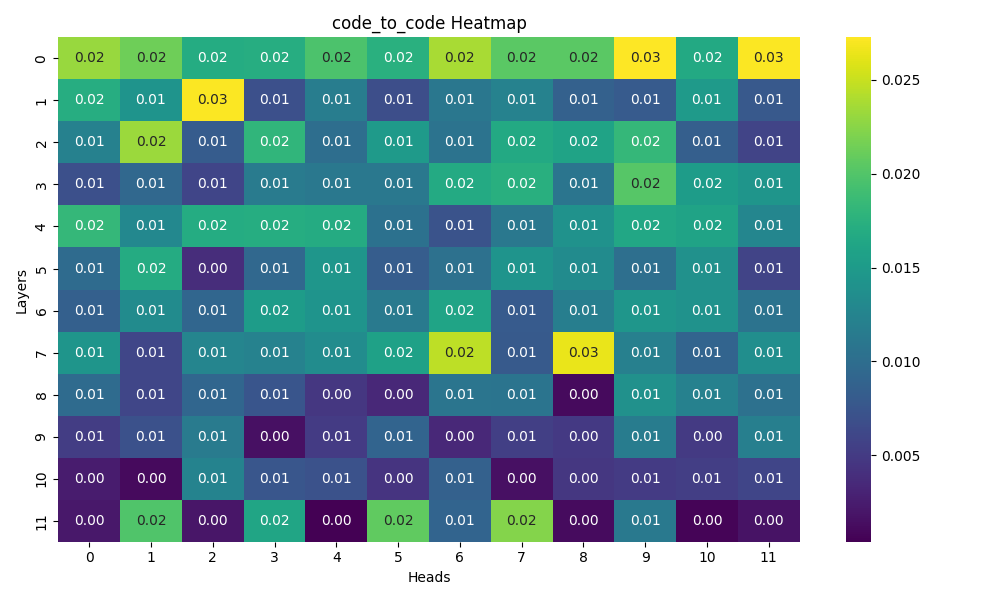 code_to_code Heatmap
0 0.02 0.02 0.02 0.02 0.02 0.02 0.02 0.02 0.02 0.03 0.02 0.03
1 0.02 0.01 0.03 0.01 0.01 0.01 0.01 0.01 0.01 0.01 0.01 0.01
2 0.01 0.02 0.01 0.02 0.01 0.01 0.01 0.02 0.02 0.02 0.01 0.01
3 0.01 0.01 0.01 0.01 0.01 0.01 0.02 0.02 0.01 0.02 0.02 0.01
4 0.02 0.01 0.02 0.02 0.02 0.01 0.01 0.01 0.01 0.02 0.02 0.01
5 0.01 0.02 0.00 0.01 0.01 0.01 0.01 0.01 0.01 0.01 0.01 0.01
6 0.01 0.01 0.01 0.02 0.01 0.01 0.02 0.01 0.01 0.01 0.01 0.01
7 0.01 0.01 0.01 0.01 0.01 0.02 0.02 0.01 0.03 0.01 0.01 0.01
8 0.01 0.01 0.01 0.01 0.00 0.00 0.01 0.01 0.00 0.01 0.01 0.01
9 0.01 0.01 0.01 0.00 0.01 0.01 0.00 0.01 0.00 0.01 0.00 0.01
10 0.00 0.00 0.01 0.01 0.01 0.00 0.01 0.00 0.00 0.01 0.01 0.01
11 0.00 0.02 0.00 0.02 0.00 0.02 0.01 0.02 0.00 0.01 0.00 0.00
0 1 2 3 4 5 6 7 8 9 10 11
Heads
Layers
0.025
0.020
0.015
0.010
0.005